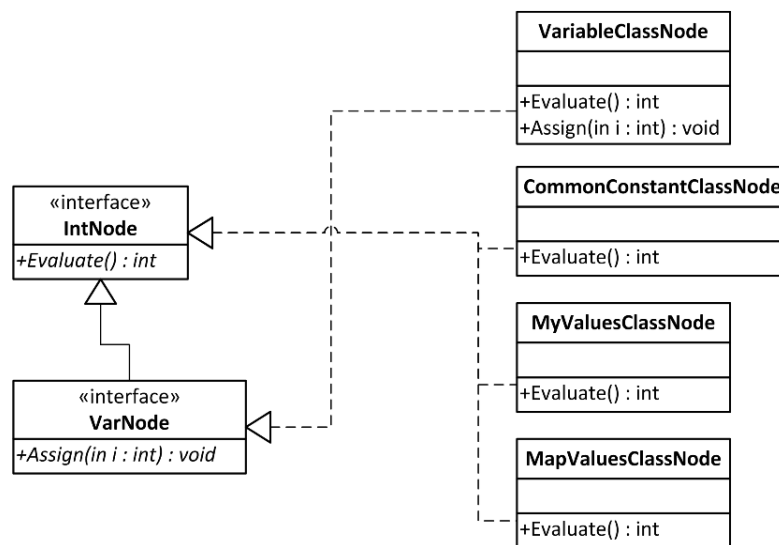 VariableClassNode
+Evaluate() : int
+Assign(in i : int) : void
CommonConstantClassNode
+Evaluate() : int
«interface»
IntNode
+Evaluate() : int
MyValuesClassNode
+Evaluate() : int
«interface»
VarNode
+Assign(in i : int) : void
MapValuesClassNode
+Evaluate() : int